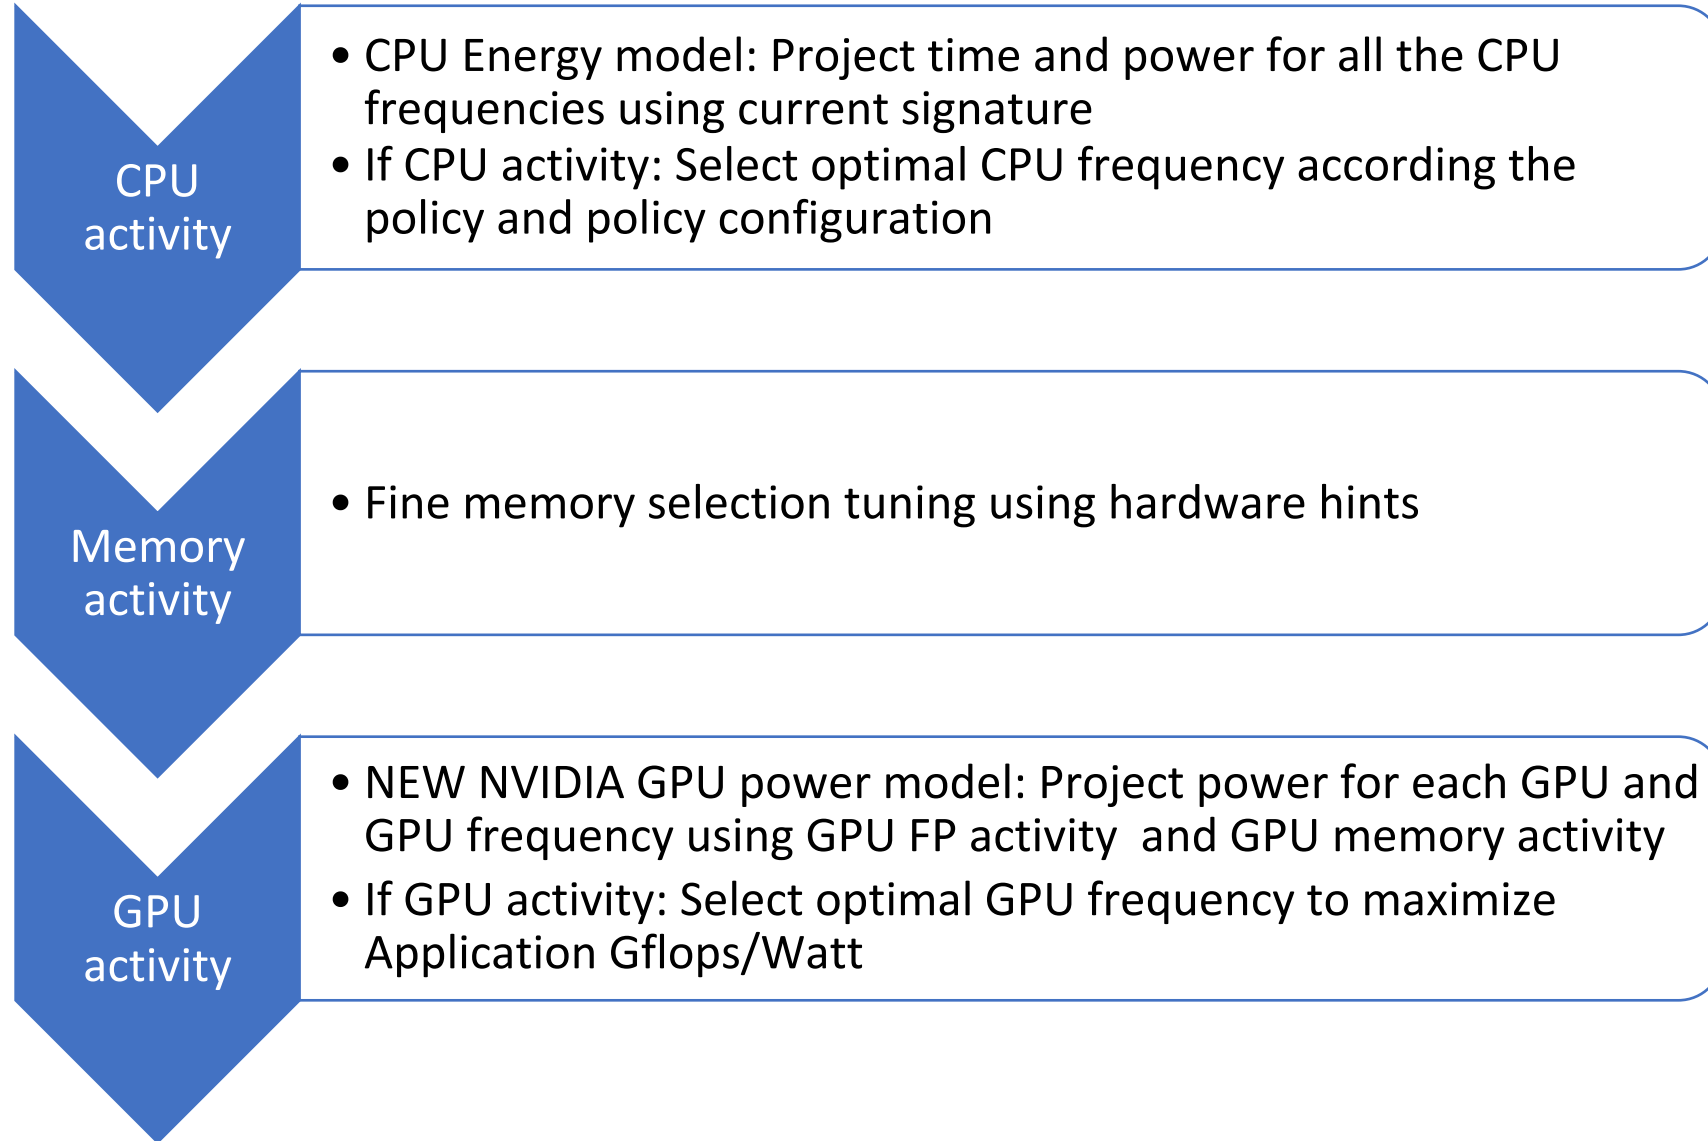 CPU
activity
• CPU Energy model: Project time and power for all the CPU
frequencies using current signature
• If CPU activity: Select optimal CPU frequency according the
policy and policy configuration
Memory
activity
• Fine memory selection tuning using hardware hints
GPU
activity
• NEW NVIDIA GPU power model: Project power for each GPU and
GPU frequency using GPU FP activity  and GPU memory activity
• If GPU activity: Select optimal GPU frequency to maximize
Application Gflops/Watt